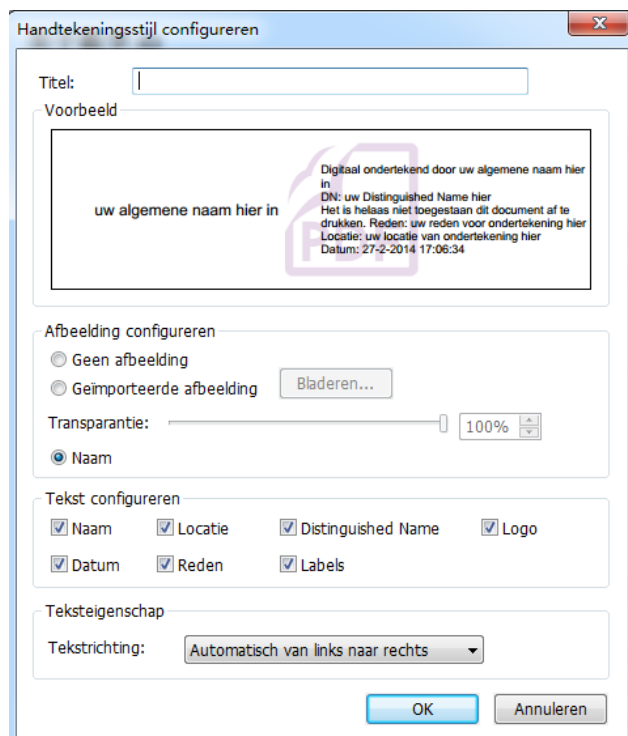 Handtekeningsstijl configureren
Titel:
Voorbeeld
uw algemene naam hier in
Digitaal ondertekend door uw algemene naam hier
in
DN: uw Distinguished Name hier
Het is helaas niet toegestaan dit document af te
drukken. Reden: uw reden voor ondertekening hier
Locatie: uw locatie van ondertekening hier
Datum: 27-2-2014 17:06:34
PDF
Afbeelding configureren
Geen afbeelding
Geïmporteerde afbeelding Bladeren...
Transparantie: 100%
Naam
Tekst configureren
Naam Locatie Distinguished Name Logo
Datum Reden Labels
Teksteigenschap
Tekstrichting: Automatisch van links naar rechts
OK Annuleren